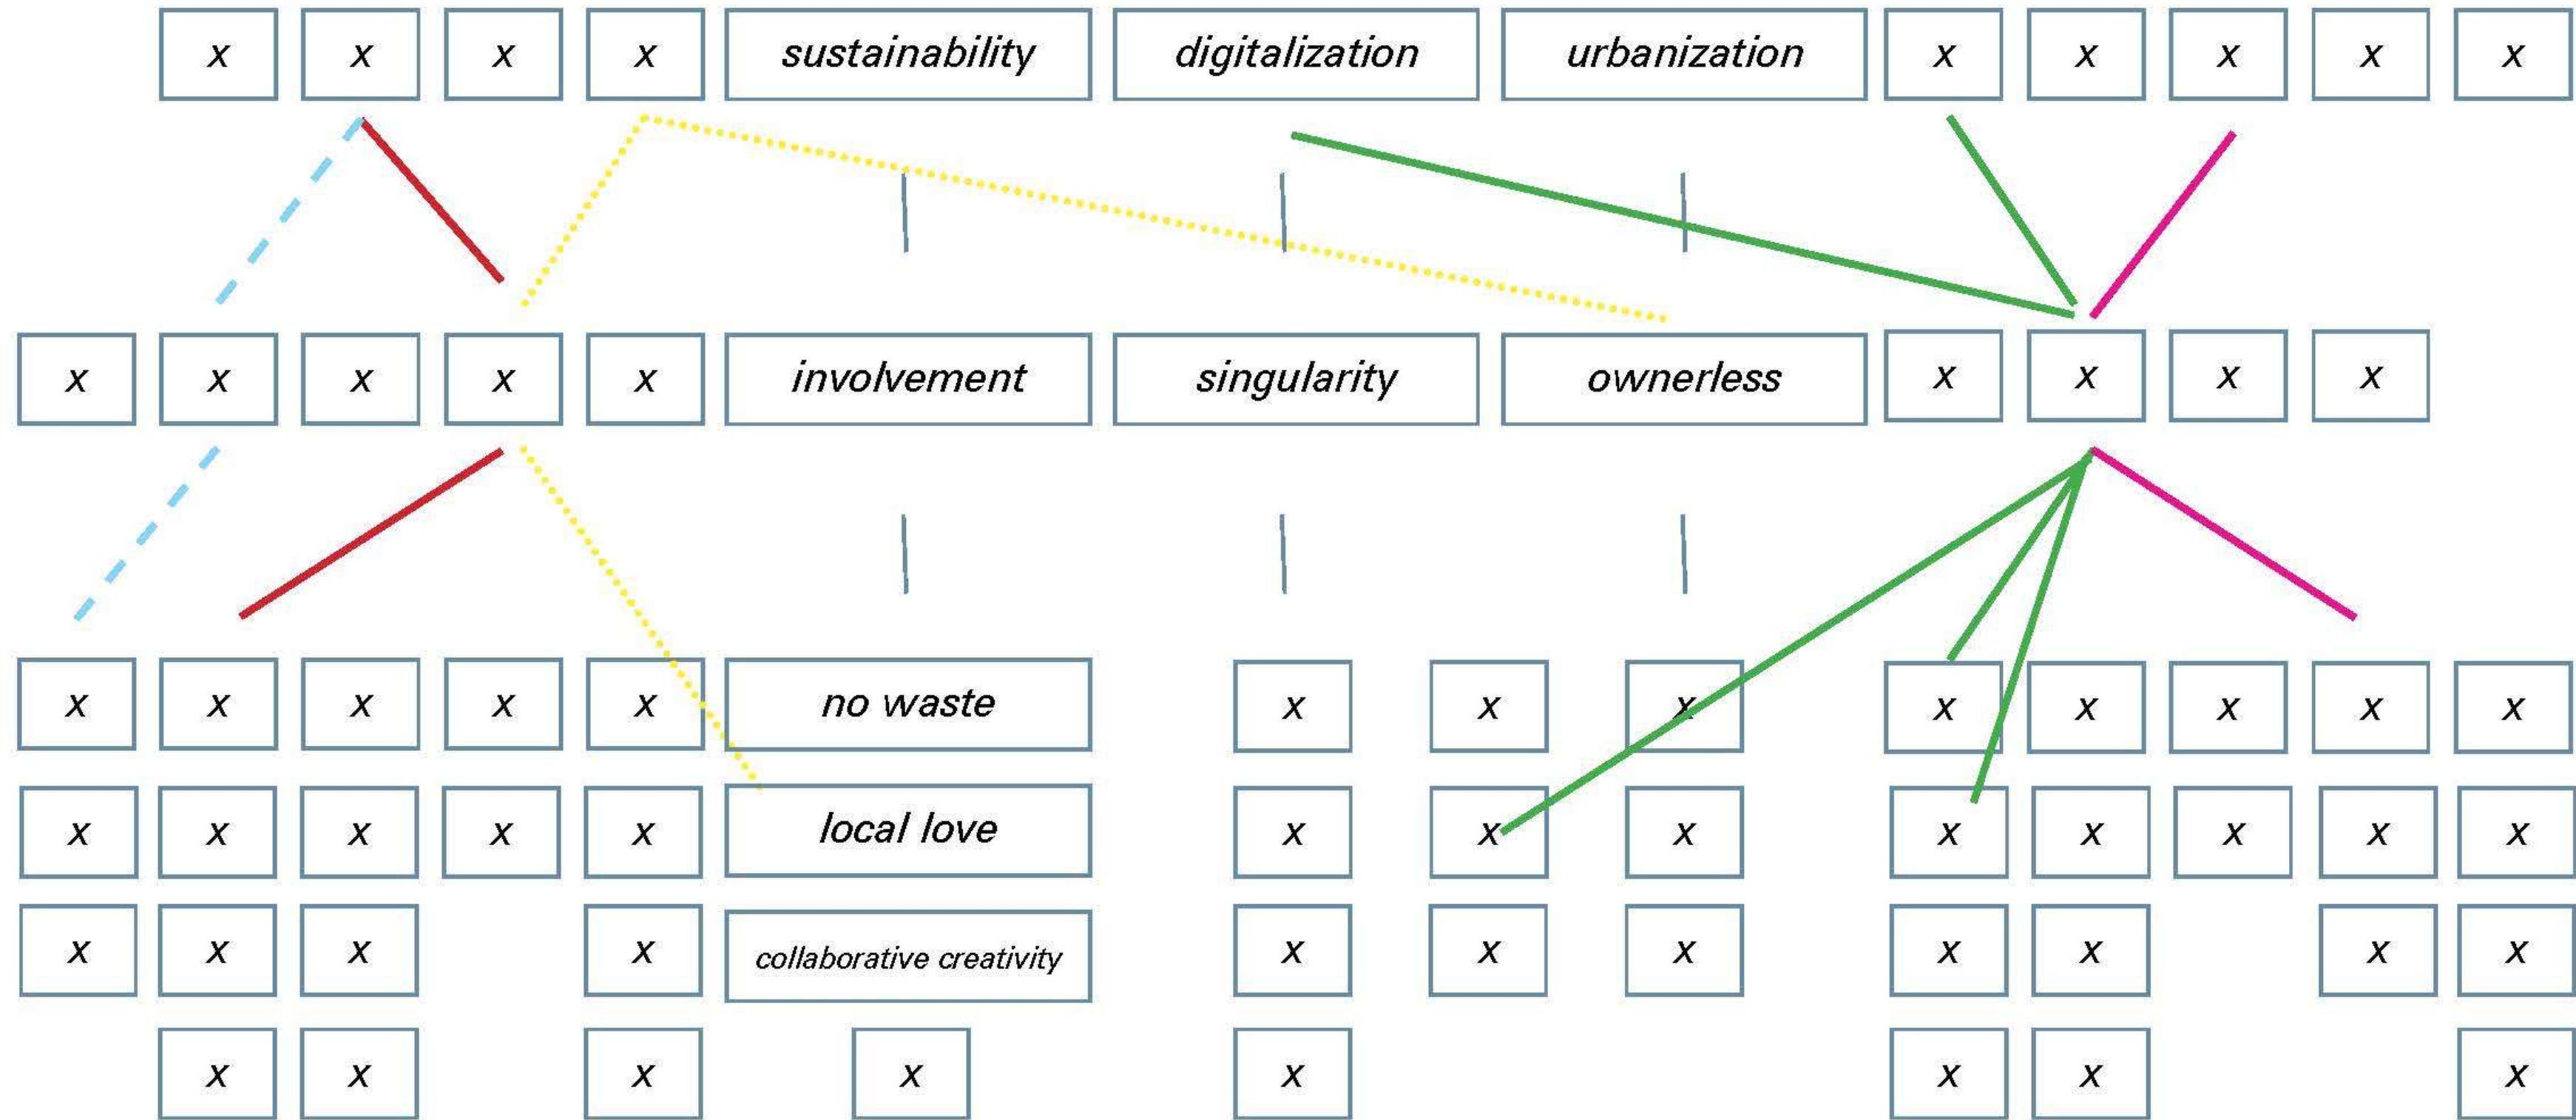 x x x x sustainability digitalization urbanization x x x x x
x x x x x involvement singularity ownerless x x x x
x x x x x no waste x x x x x x x x
x x x x x local love x x x x x x x x
x x x x collaborative creativity x x x x x x x
x x x x x x x x